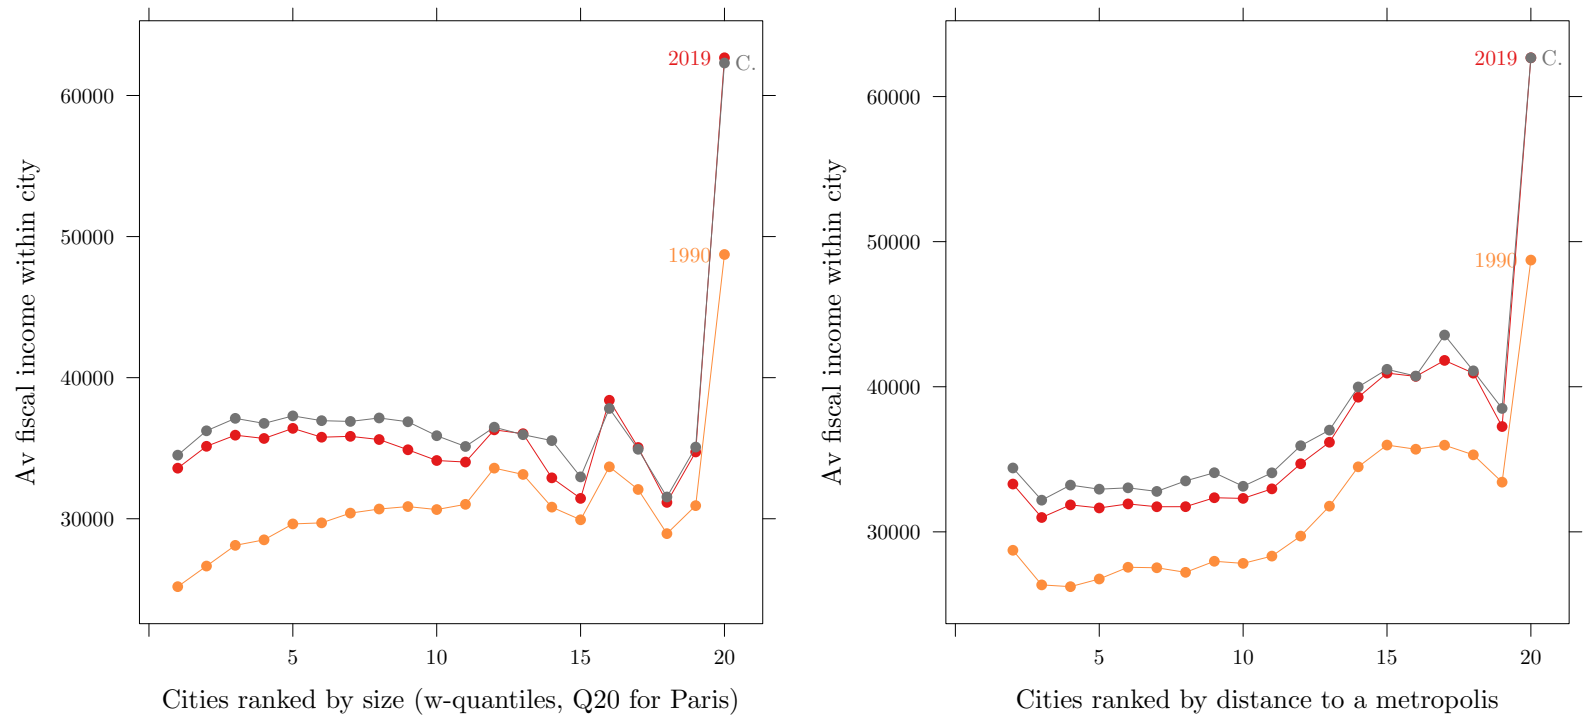 Av fiscal income within city
60000
50000
40000
30000
2019
C.
1990
5 10 15 20
Cities ranked by size (w-quantiles, Q20 for Paris)
Av fiscal income within city
60000
50000
40000
30000
2019
C.
1990
5 10 15 20
Cities ranked by distance to a metropolis